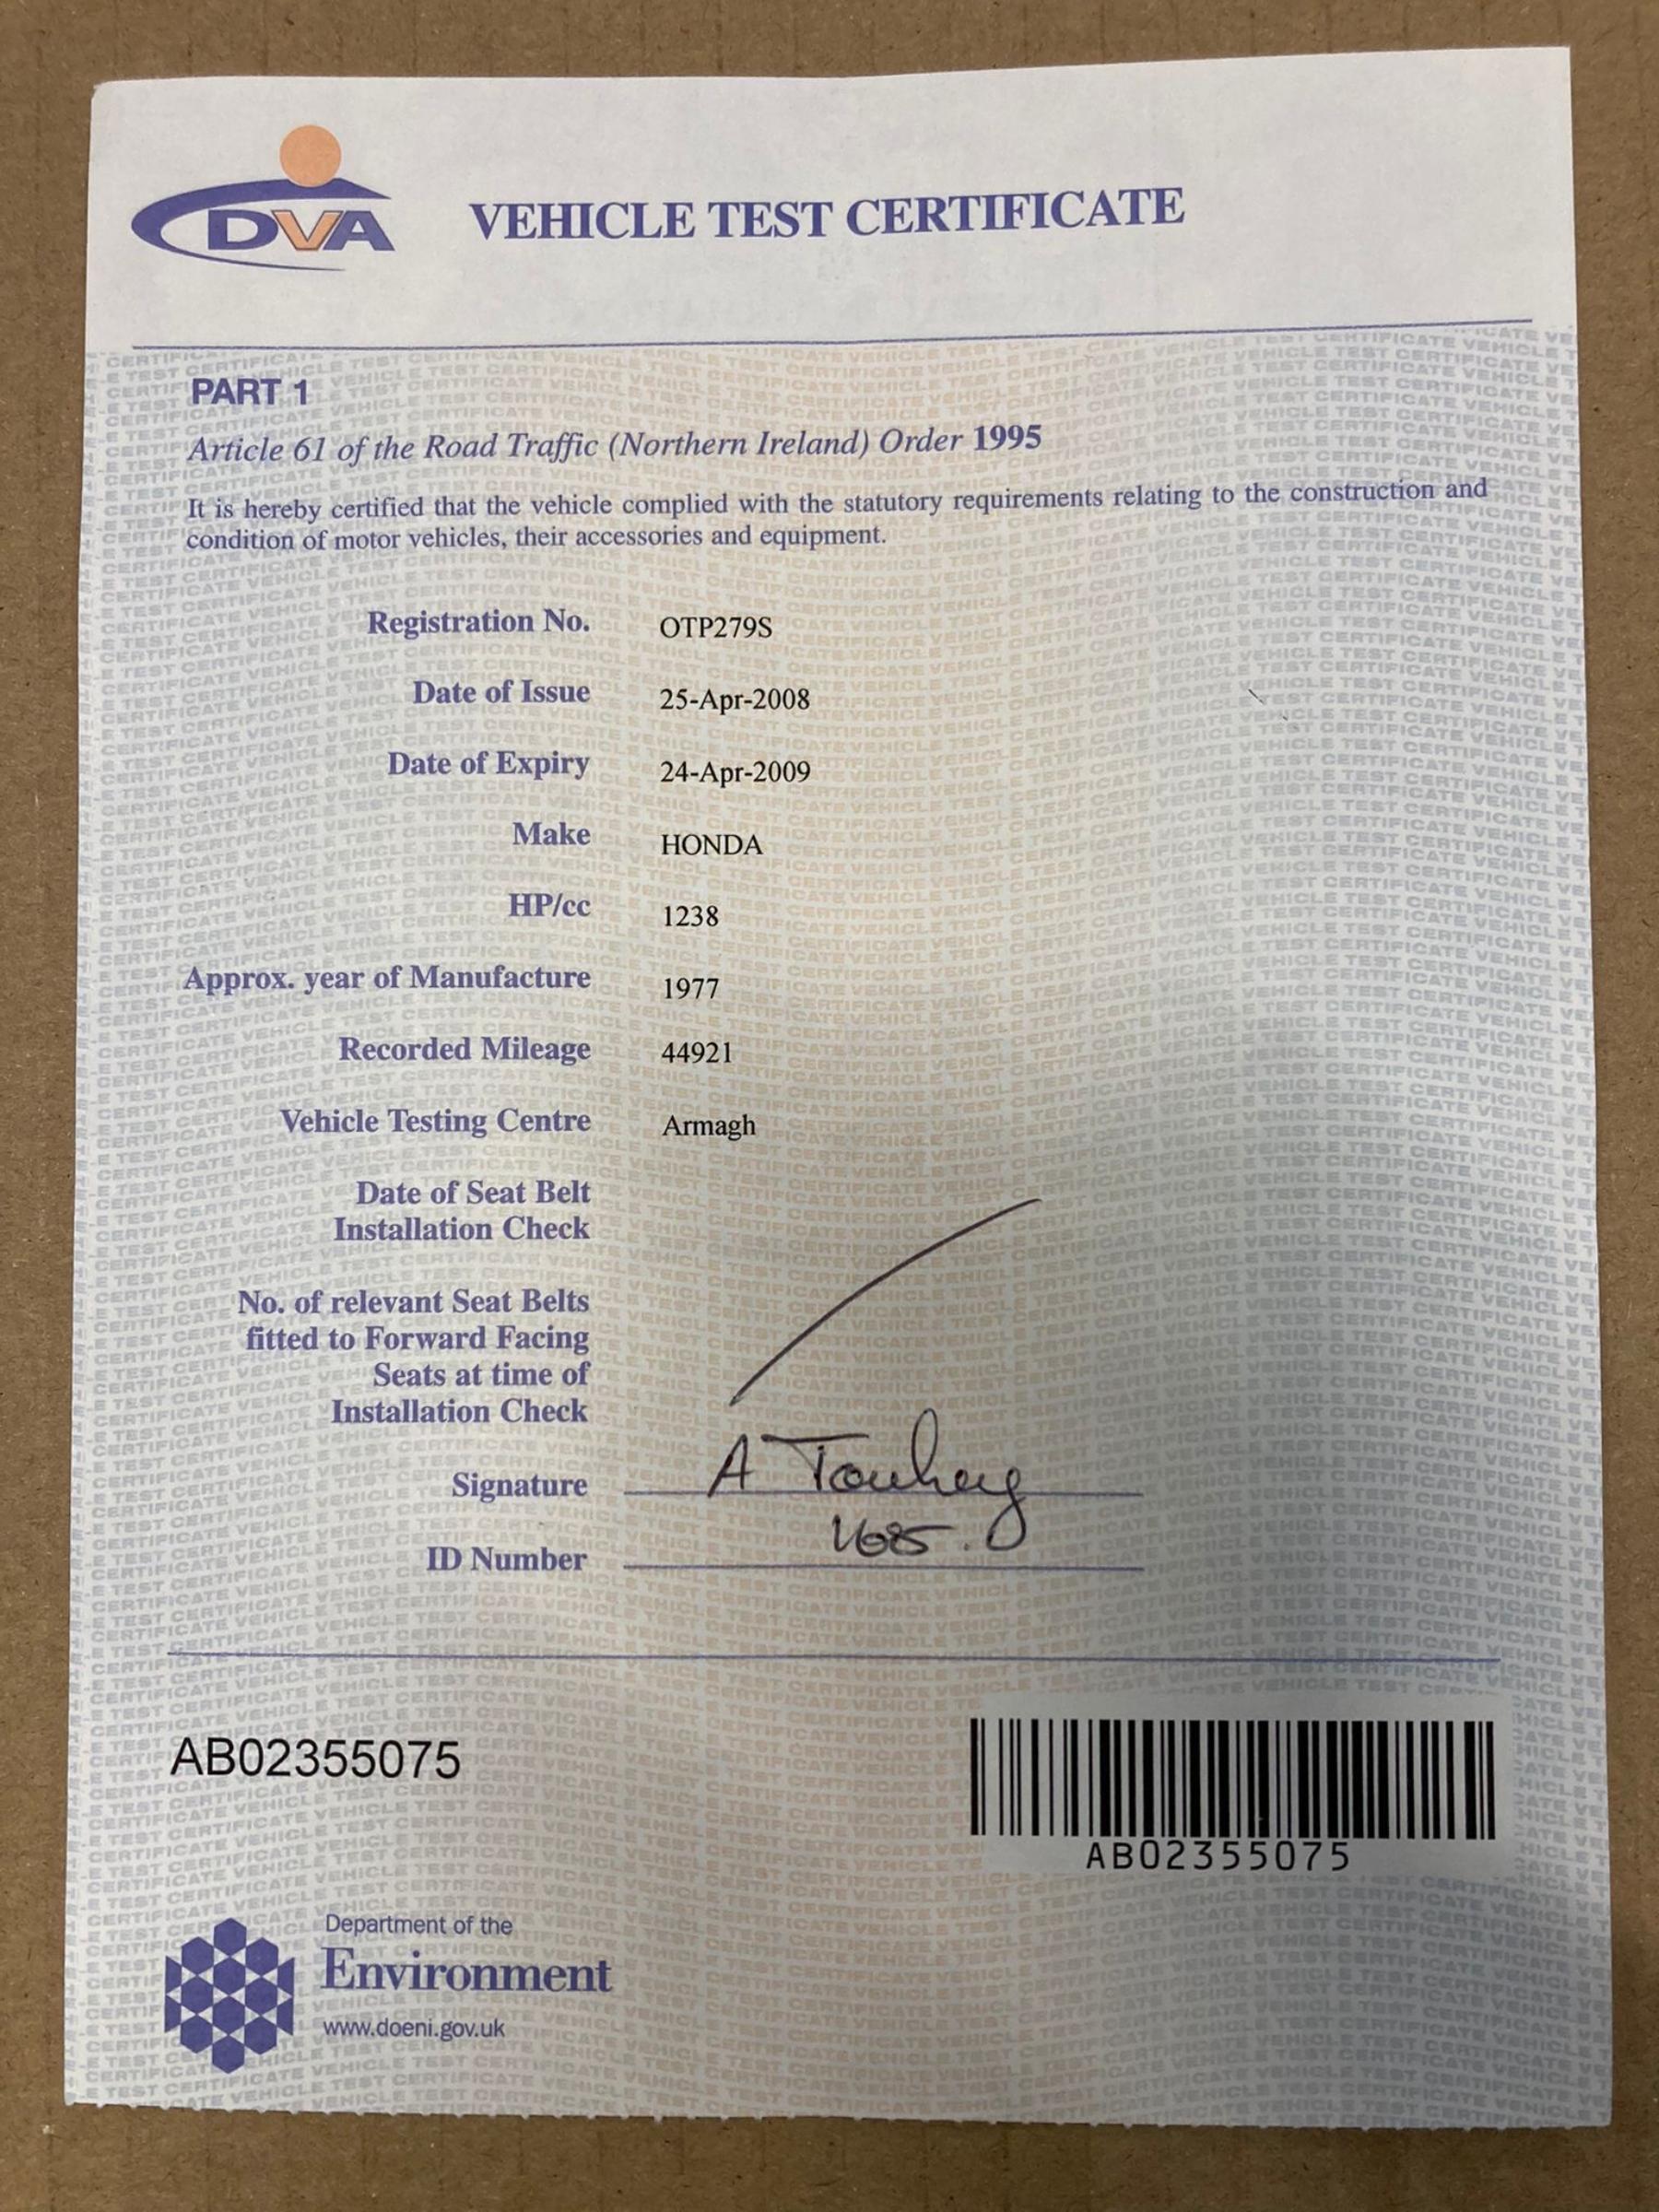 DVA
VEHICLE TEST CERTIFICATE
PART 1
Article 61 of the Road Traffic (Northern Ireland) Order 1995
It is hereby certified that the vehicle complied with the statutory requirements relating to the construction and
condition of motor vehicles, their accessories and equipment.
Registration No. OTP279S
Date of Issue 25-Apr-2008
Date of Expiry 24-Apr-2009
Make HONDA
HP/cc 1238
Approx. year of Manufacture 1977
Recorded Mileage 44921
Vehicle Testing Centre Armagh
Date of Seat Belt
Installation Check
No. of relevant Seat Belts
fitted to Forward Facing
Seats at time of
Installation Check
Signature A
ID Number
AB02355075
AB02355075
Department of the
Environment
www.doeni.gov.uk